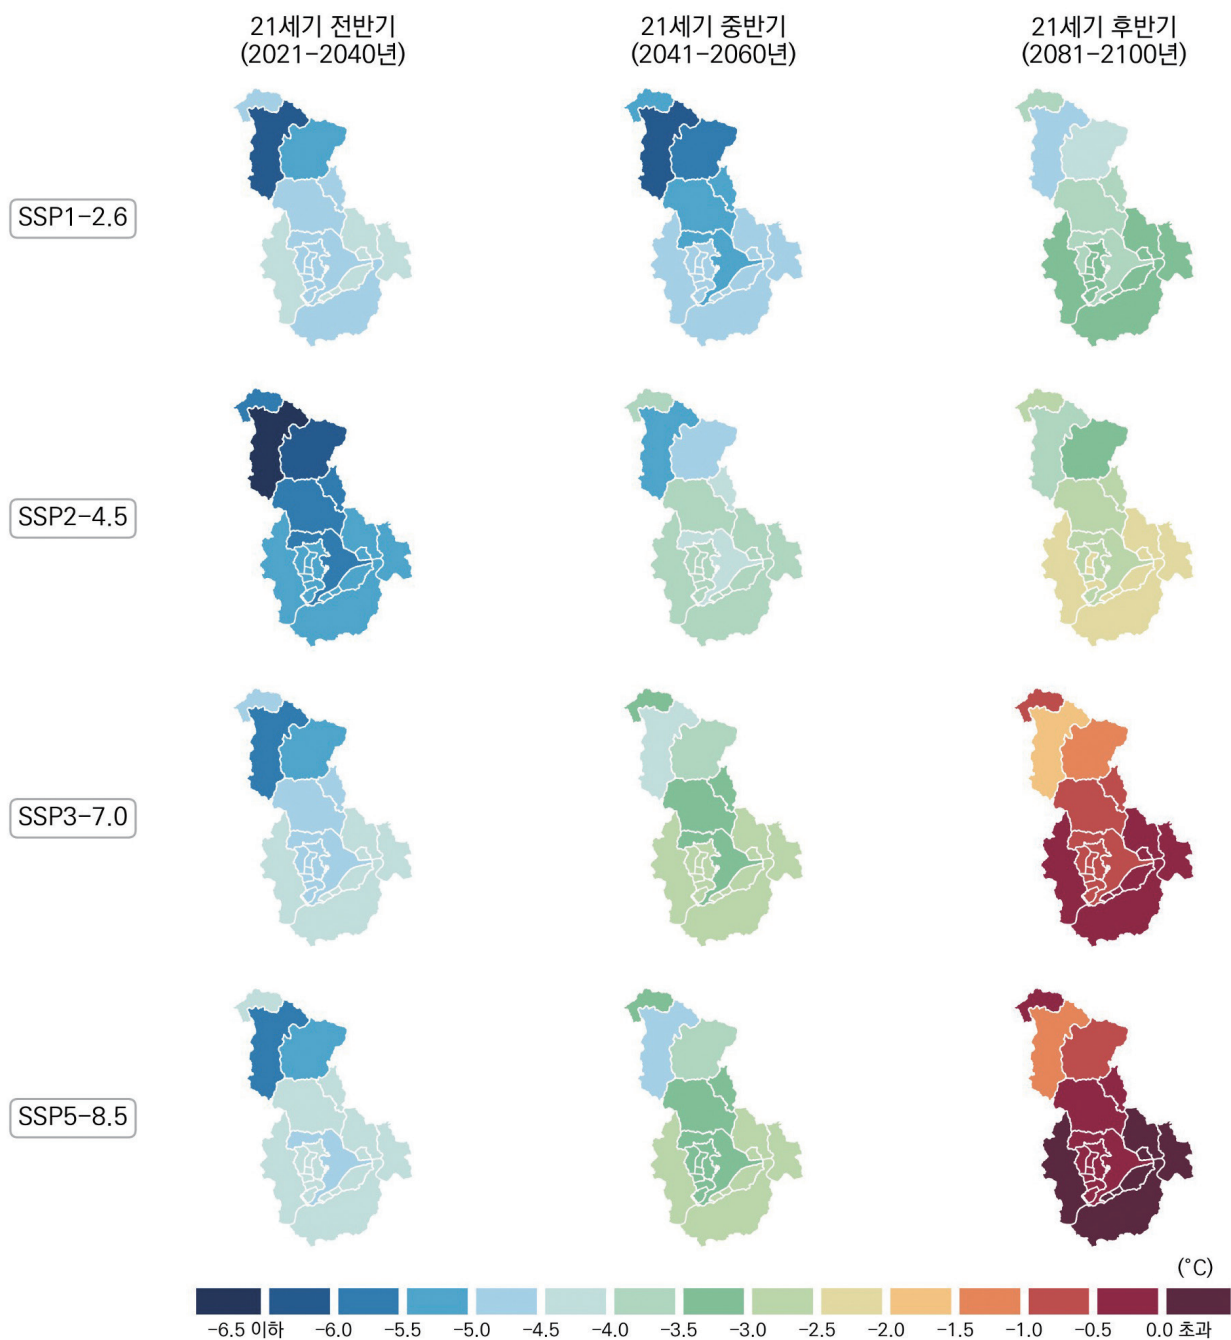 21세기 전반기
(2021-2040년)
21세기 중반기
(2041-2060년)
21세기 후반기
(2081-2100년)
SSP1-2.6
SSP2-4.5
SSP3-7.0
SSP5-8.5
(°C)
-6.5 이하 -6.0 -5.5 -5.0 -4.5 -4.0 -3.5 -3.0 -2.5 -2.0 -1.5 -1.0 -0.5 0.0 초과